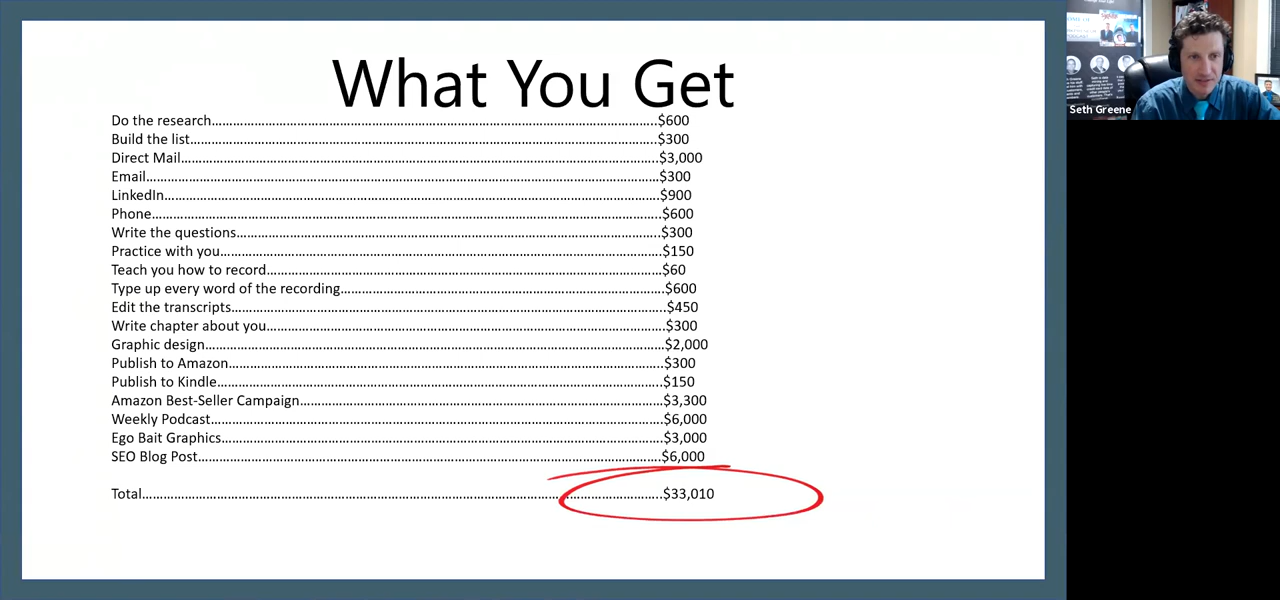 What You Get
Do the research........................$600
Build the list........................$300
Direct Mail........................$3,000
Email........................$300
LinkedIn........................$900
Phone........................$600
Write the questions........................$300
Practice with you........................$150
Teach you how to record........................$60
Type up every word of the recording........................$600
Edit the transcripts........................$450
Write chapter about you........................$300
Graphic design........................$2,000
Publish to Amazon........................$300
Publish to Kindle........................$150
Amazon Best-Seller Campaign........................$3,300
Weekly Podcast........................$6,000
Ego Bait Graphics........................$3,000
SEO Blog Post........................$6,000
Total........................$33,010
Seth Greene